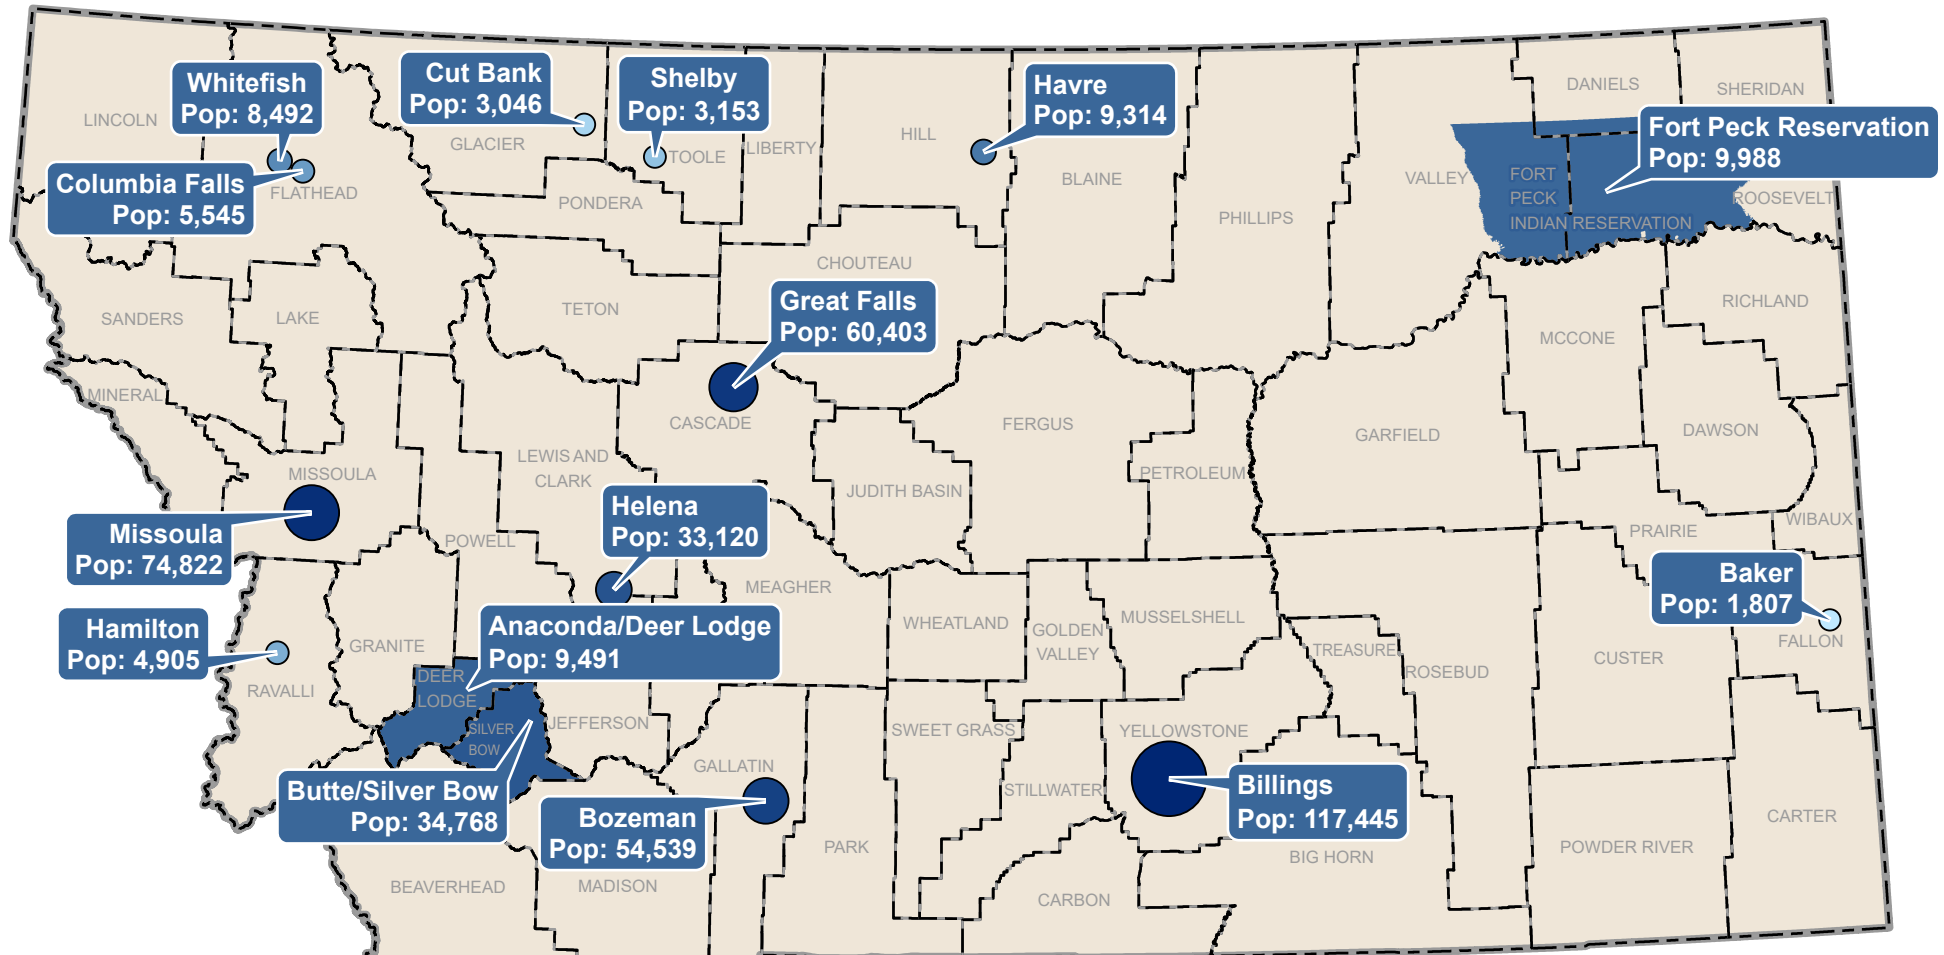 DANIELS
SHERIDAN
Whitefish
Pop: 8,492
Cut Bank
Pop: 3,046
Shelby
Pop: 3,153
Havre
Pop: 9,314
Fort Peck Reservation
Pop: 9,988
LINCOLN
GLACIER
TOOLE
LIBERTY
HILL
BLAINE
PHILLIPS
VALLEY
FORT
PECK
INDIAN RESERVATION
ROOSEVELT
Columbia Falls
Pop: 5,545
FLATHEAD
PONDERA
CHOUTEAU
Great Falls
Pop: 60,403
SANDERS
LAKE
TETON
RICHLAND
MCCONE
MINERAL
CASCADE
FERGUS
GARFIELD
DAWSON
MISSOULA
LEWIS AND
CLARK
JUDITH BASIN
PETROLEUM
Missoula
Pop: 74,822
POWELL
Helena
Pop: 33,120
PRAIRIE
WIBAUX
MEAGHER
Baker
Pop: 1,807
FALLON
Hamilton
Pop: 4,905
RAVALLI
GRANITE
Anaconda/Deer Lodge
Pop: 9,491
WHEATLAND
GOLDEN
VALLEY
MUSSELSHELL
TREASURE
ROSEBUD
CUSTER
DEER
LODGE
SILVER
BOW
JEFFERSON
SWEET GRASS
YELLOWSTONE
GALLATIN
STILLWATER
Butte/Silver Bow
Pop: 34,768
Bozeman
Pop: 54,539
Billings
Pop: 117,445
CARTER
PARK
BIG HORN
POWDER RIVER
BEAVERHEAD
MADISON
CARBON